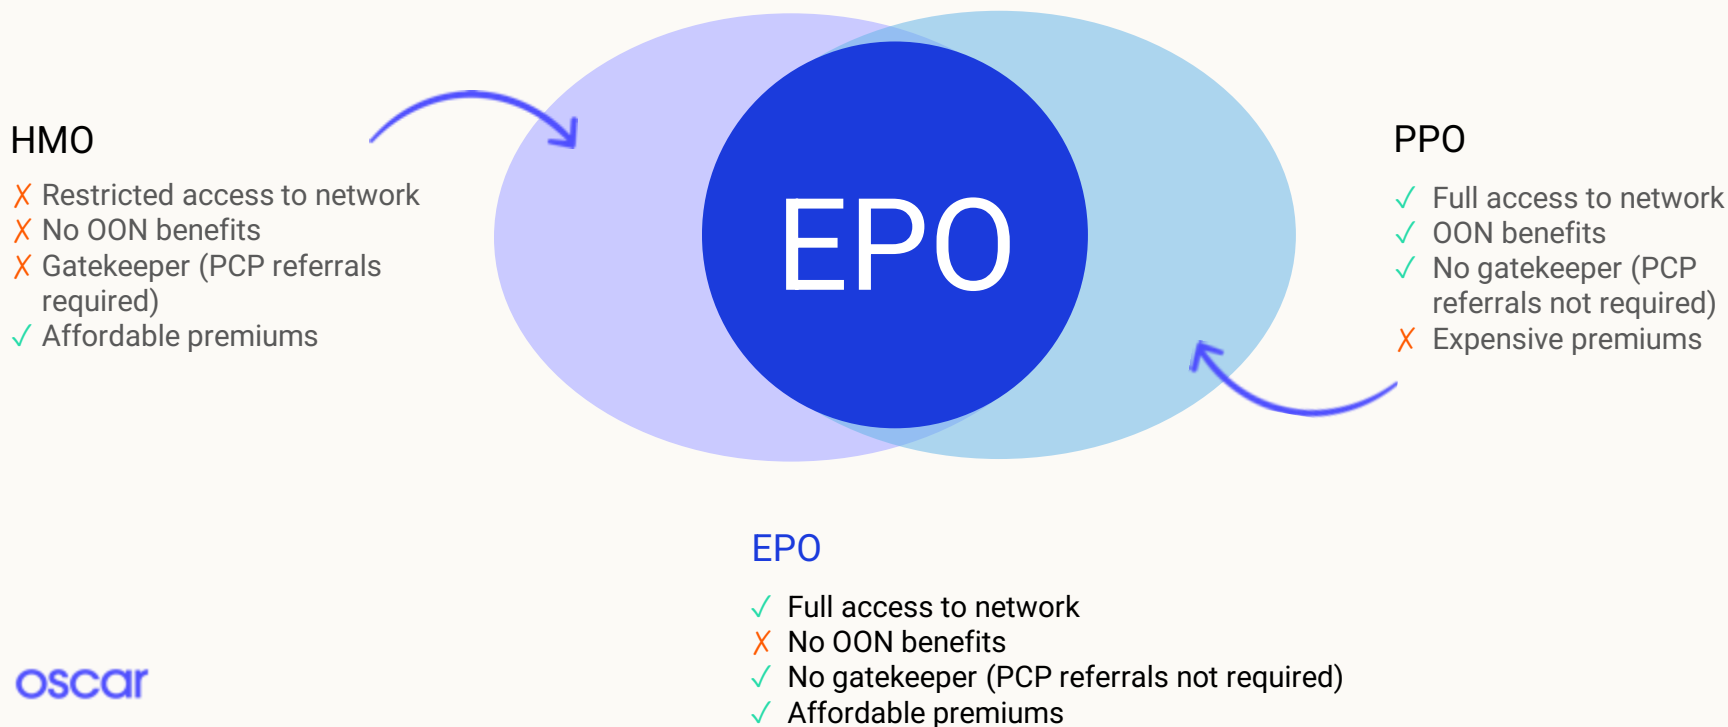 HMO
✗ Restricted access to network
✗ No OON benefits
✗ Gatekeeper (PCP referrals
required)
✓ Affordable premiums
EPO
PPO
✓ Full access to network
✓ OON benefits
✓ No gatekeeper (PCP
referrals not required)
✗ Expensive premiums
EPO
✓ Full access to network
✗ No OON benefits
✓ No gatekeeper (PCP referrals not required)
✓ Affordable premiums
oscar